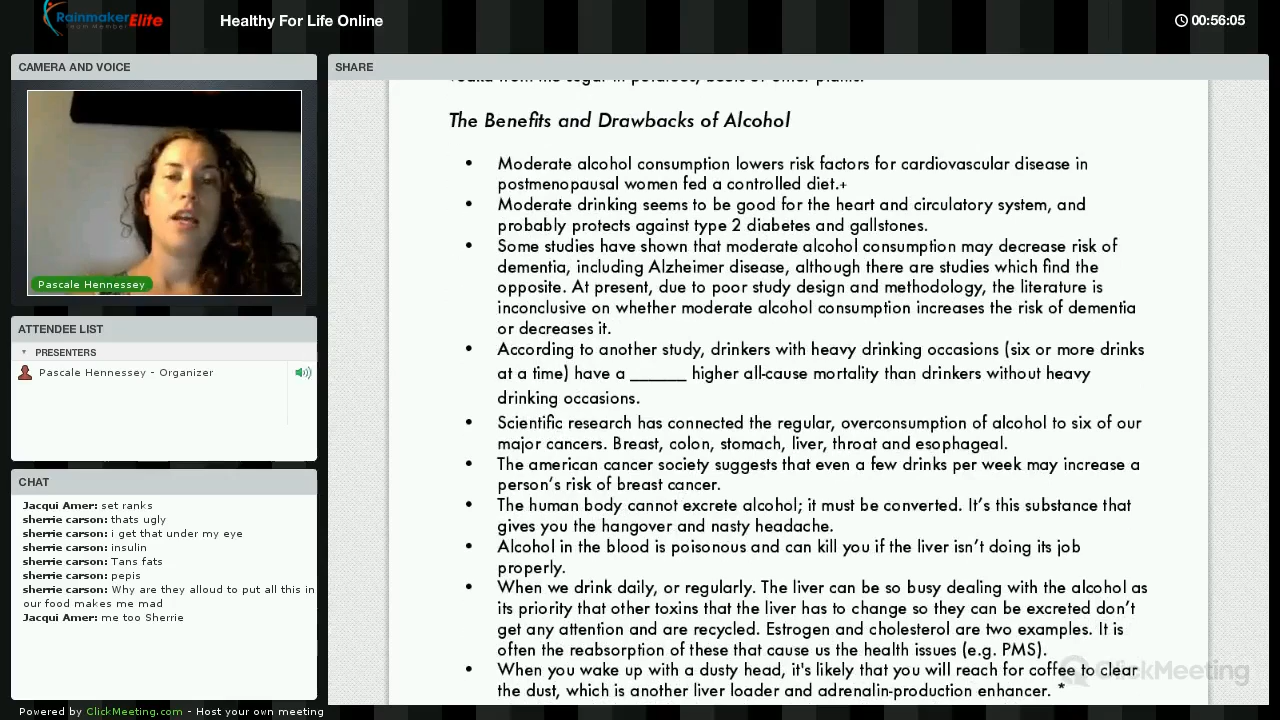 RainmakerElite
Team Member
Healthy For Life Online
00:56:05
CAMERA AND VOICE
Pascale Hennessey
ATTENDEE LIST
PRESENTERS
Pascale Hennessey - Organizer
CHAT
Jacqui Amer: set ranks
sherrie carson: thats ugly
sherrie carson: i get that under my eye
sherrie carson: insulin
sherrie carson: Tans fats
sherrie carson: pepis
sherrie carson: Why are they alloud to put all this in
our food makes me mad
Jacqui Amer: me too Sherrie
Powered by ClickMeeting.com - Host your own meeting
SHARE
vodka from the sugar in potatoes, beets or other plants.
The Benefits and Drawbacks of Alcohol
• Moderate alcohol consumption lowers risk factors for cardiovascular disease in
postmenopausal women fed a controlled diet.+
• Moderate drinking seems to be good for the heart and circulatory system, and
probably protects against type 2 diabetes and gallstones.
• Some studies have shown that moderate alcohol consumption may decrease risk of
dementia, including Alzheimer disease, although there are studies which find the
opposite. At present, due to poor study design and methodology, the literature is
inconclusive on whether moderate alcohol consumption increases the risk of dementia
or decreases it.
• According to another study, drinkers with heavy drinking occasions (six or more drinks
at a time) have a ______ higher all-cause mortality than drinkers without heavy
drinking occasions.
• Scientific research has connected the regular, overconsumption of alcohol to six of our
major cancers. Breast, colon, stomach, liver, throat and esophageal.
• The american cancer society suggests that even a few drinks per week may increase a
person's risk of breast cancer.
• The human body cannot excrete alcohol; it must be converted. It's this substance that
gives you the hangover and nasty headache.
• Alcohol in the blood is poisonous and can kill you if the liver isn't doing its job
properly.
• When we drink daily, or regularly. The liver can be so busy dealing with the alcohol as
its priority that other toxins that the liver has to change so they can be excreted don't
get any attention and are recycled. Estrogen and cholesterol are two examples. It is
often the reabsorption of these that cause us the health issues (e.g. PMS).
• When you wake up with a dusty head, it's likely that you will reach for coffee to clear
the dust, which is another liver loader and adrenalin-production enhancer. *
ClickMeeting